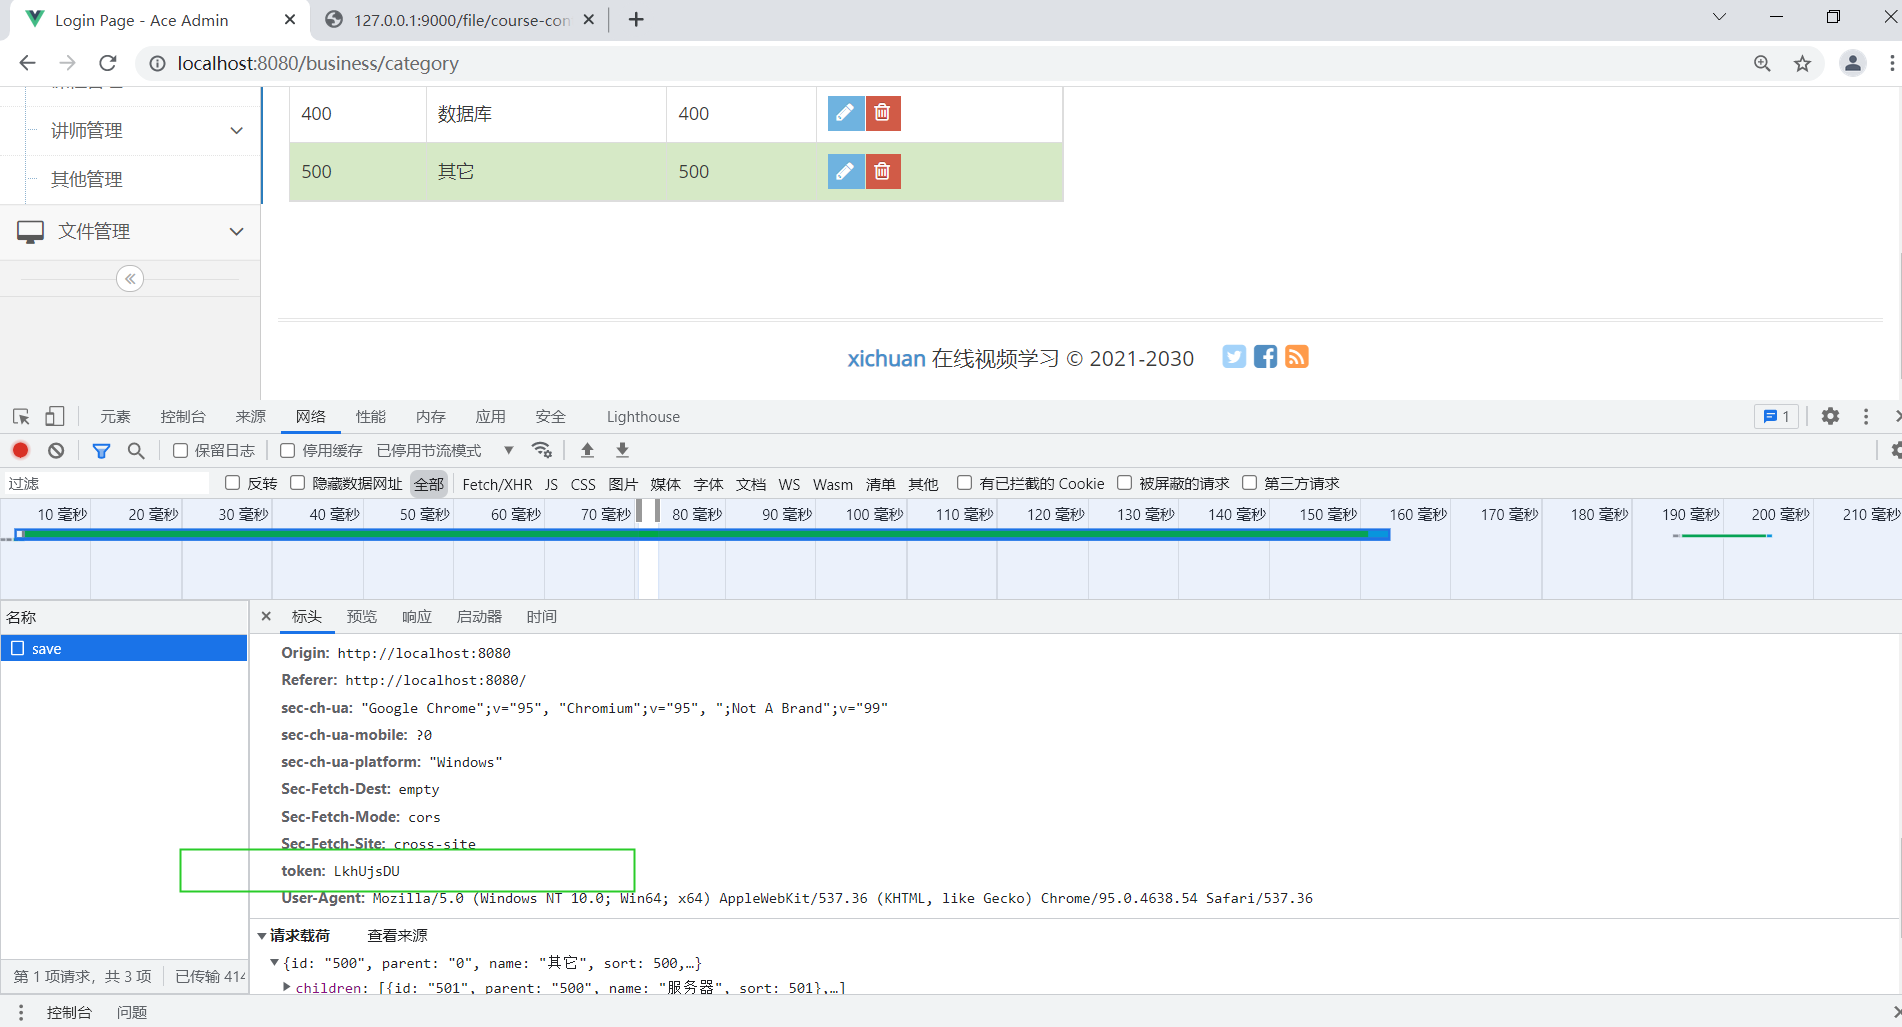 Login Page - Ace Admin
127.0.0.1:9000/file/course-con
localhost:8080/business/category
讲师管理
其他管理
文件管理
400 数据库 400
500 其它 500
xichuan 在线视频学习 © 2021-2030
元素 控制台 来源 网络 性能 内存 应用 安全 Lighthouse 1
保留日志 停用缓存 已停用节流模式
过滤 反转 隐藏数据网址 全部 Fetch/XHR JS CSS 图片 媒体 字体 文档 WS Wasm 清单 其他 有已拦截的 Cookie 被屏蔽的请求 第三方请求
10 毫秒 20 毫秒 30 毫秒 40 毫秒 50 毫秒 60 毫秒 70 毫秒 80 毫秒 90 毫秒 100 毫秒 110 毫秒 120 毫秒 130 毫秒 140 毫秒 150 毫秒 160 毫秒 170 毫秒 180 毫秒 190 毫秒 200 毫秒 210 毫秒
名称
save
标头 预览 响应 启动器 时间
Origin: http://localhost:8080
Referer: http://localhost:8080/
sec-ch-ua: "Google Chrome";v="95", "Chromium";v="95", ";Not A Brand";v="99"
sec-ch-ua-mobile: ?0
sec-ch-ua-platform: "Windows"
Sec-Fetch-Dest: empty
Sec-Fetch-Mode: cors
Sec-Fetch-Site: cross-site
token: LkhUjsDU
User-Agent: Mozilla/5.0 (Windows NT 10.0; Win64; x64) AppleWebKit/537.36 (KHTML, like Gecko) Chrome/95.0.4638.54 Safari/537.36
请求载荷 查看来源
{id: "500", parent: "0", name: "其它", sort: 500,…}
children: [{id: "501", parent: "500", name: "服务器", sort: 501},…]
第 1 项请求，共 3 项 已传输 414
控制台 问题